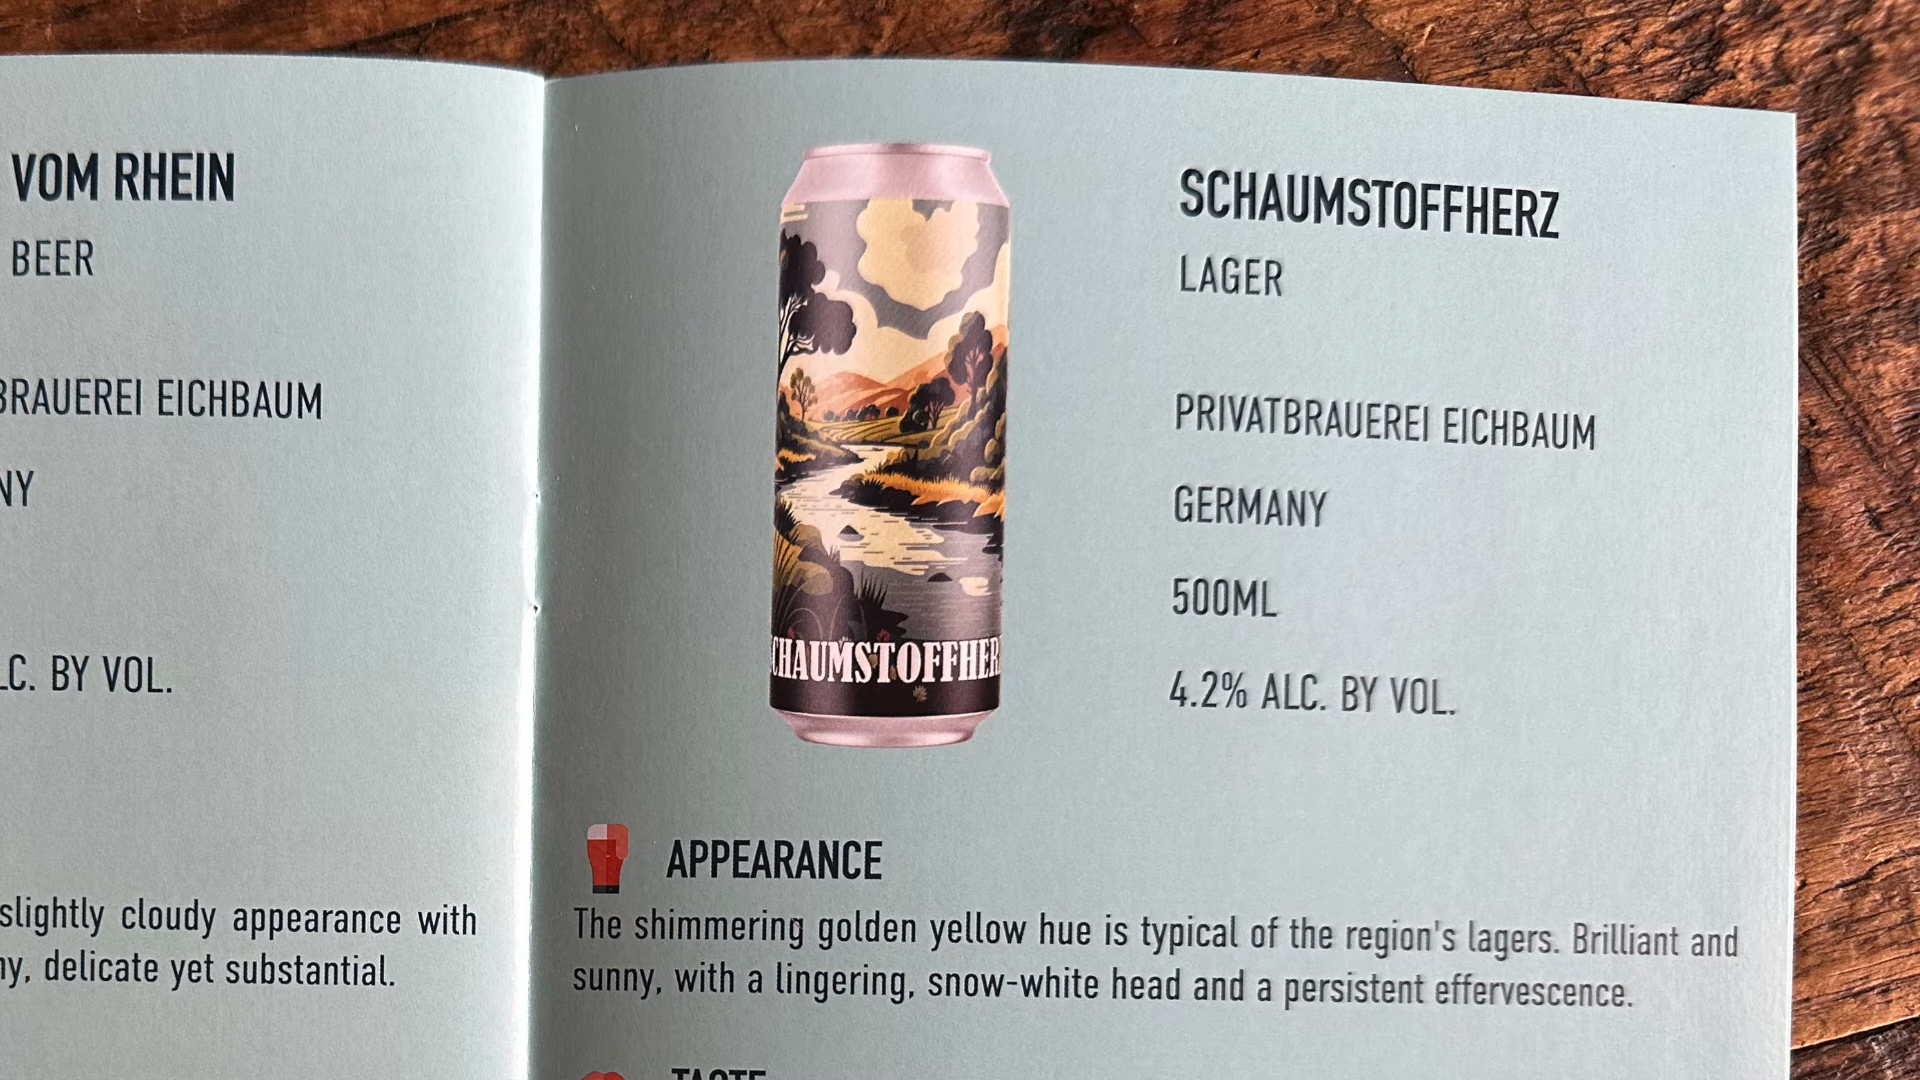 VOM RHEIN
BEER
BRAUEREI EICHBAUM
NY
LC. BY VOL.
slightly cloudy appearance with
ny, delicate yet substantial.
CHAUMSTOFFHER
SCHAUMSTOFFHERZ
LAGER
PRIVATBRAUEREI EICHBAUM
GERMANY
500ML
4.2% ALC. BY VOL.
APPEARANCE
The shimmering golden yellow hue is typical of the region's lagers. Brilliant and
sunny, with a lingering, snow-white head and a persistent effervescence.
TASTE